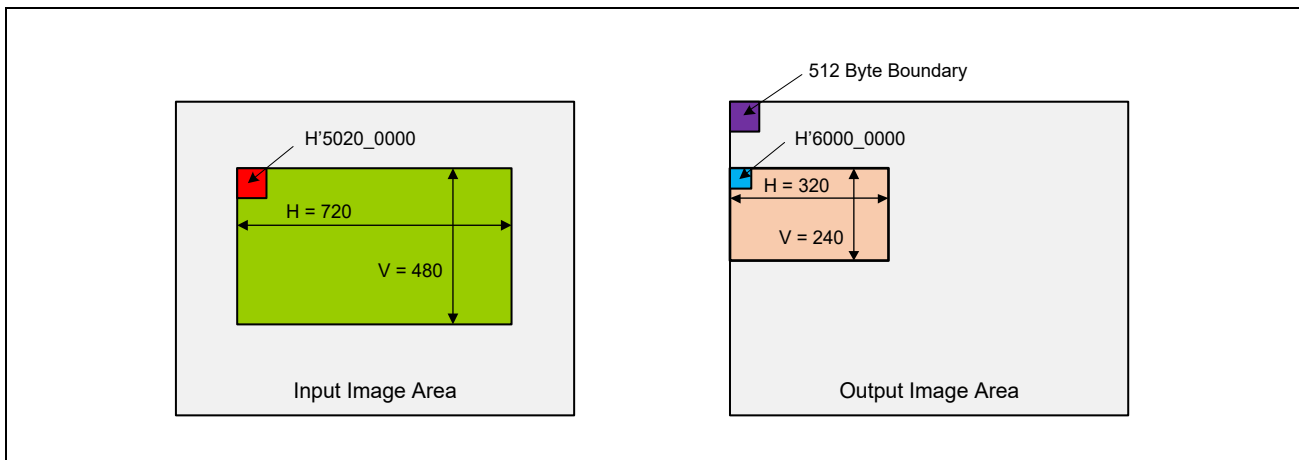 512 Byte Boundary
H'5020_0000
H'6000_0000
H = 720
H = 320
V = 480
V = 240
Input Image Area
Output Image Area